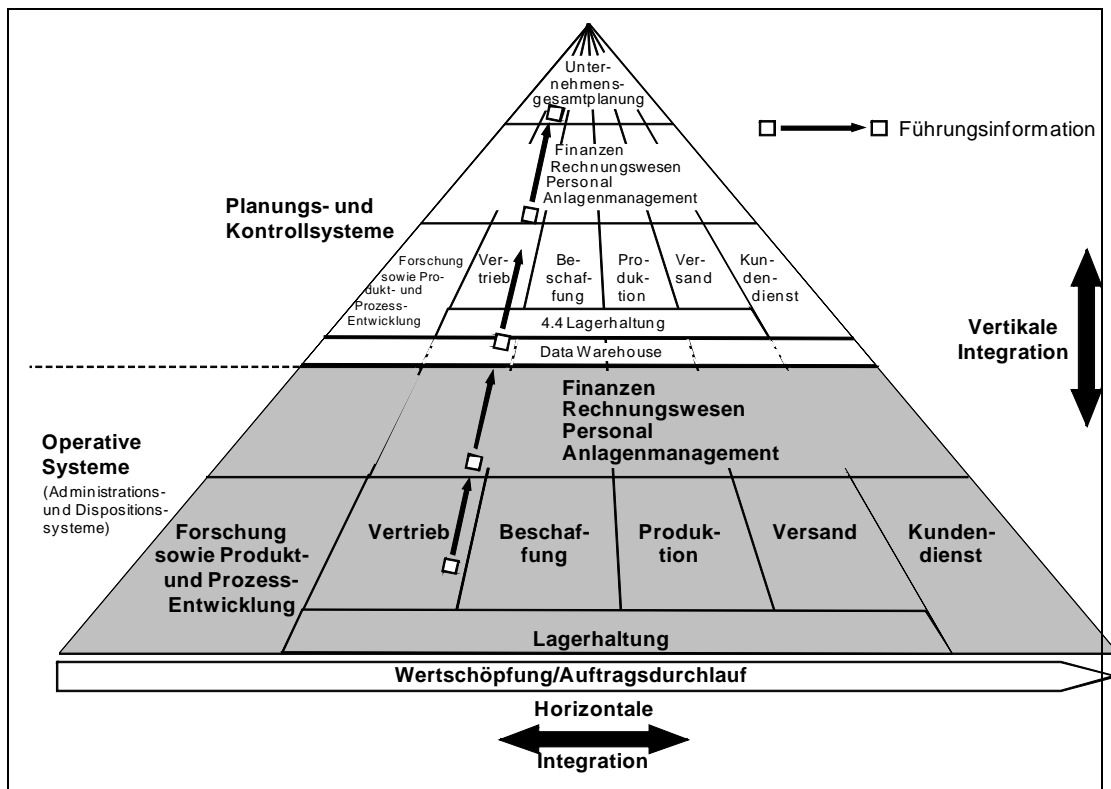 Unter-
nehmens-
gesamtplanung
Führungsinformation
Finanzen
Rechnungswesen
Personal
Anlagenmanagement
Planungs- und
Kontrollsysteme
Forschung
sowie Pro-
dukt- und
Prozess-
Entwicklung
Ver-
trieb
Be-
schaf-
fung
Pro-
duk-
tion
Ver-
sand
Kun-
den-
dienst
4.4 Lagerhaltung
Data Warehouse
Vertikale
Integration
Finanzen
Rechnungswesen
Personal
Anlagenmanagement
Operative
Systeme
(Administrations-
und Dispositions-
systeme)
Forschung
sowie Produkt-
und Prozess-
Entwicklung
Vertrieb
Beschaf-
fung
Produk-
tion
Versand
Kunden-
dienst
Lagerhaltung
Wertschöpfung/Auftragsdurchlauf
Horizontale
Integration